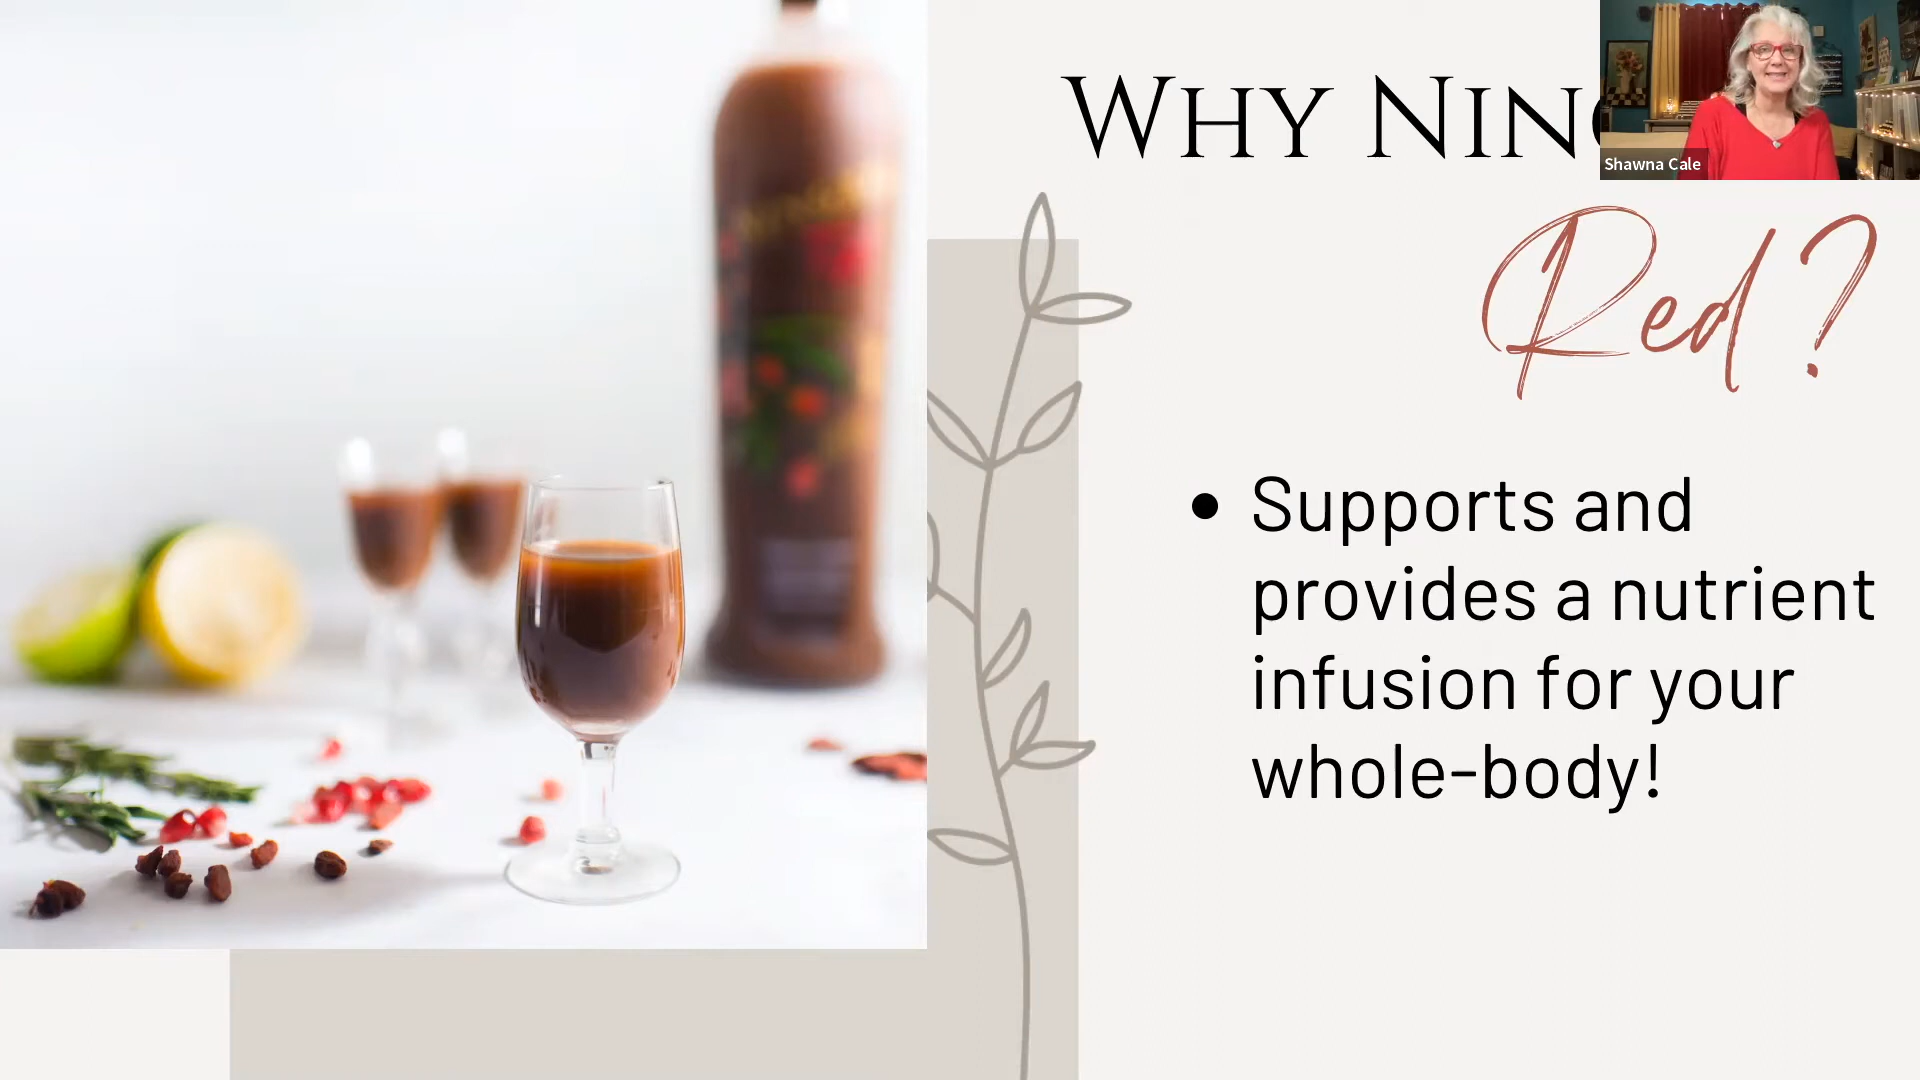 WHY NIN
Shawna Cale
Red?
• Supports and
provides a nutrient
infusion for your
whole-body!